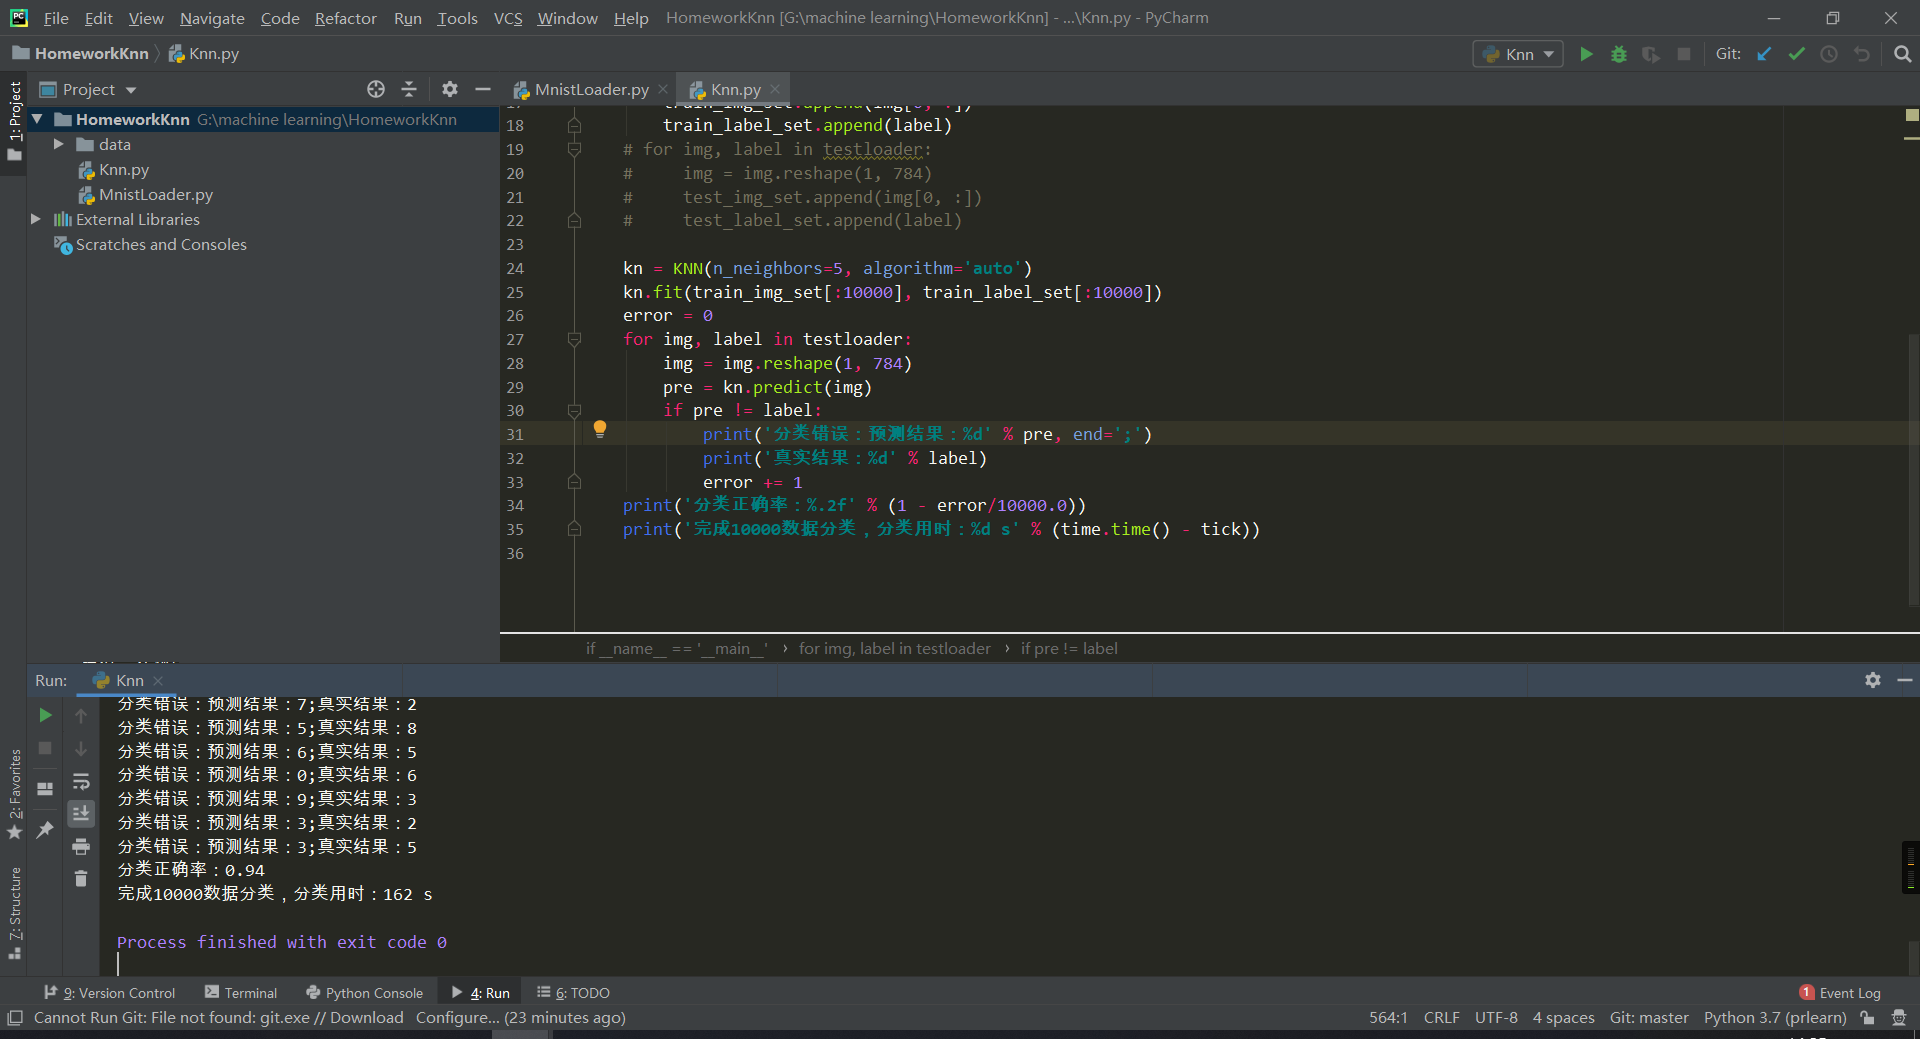 File Edit View Navigate Code Refactor Run Tools VCS Window Help HomeworkKnn [G:\machine learning\HomeworkKnn] - ...\Knn.py - PyCharm
HomeworkKnn Knn.py
Knn Git:
1: Project
Project
MnistLoader.py
Knn.py
HomeworkKnn G:\machine learning\HomeworkKnn
data
Knn.py
MnistLoader.py
External Libraries
Scratches and Consoles
17 train_img_set.append(img[0, :])
18 train_label_set.append(label)
19 # for img, label in testloader:
20 #     img = img.reshape(1, 784)
21 #     test_img_set.append(img[0, :])
22 #     test_label_set.append(label)
23
24 kn = KNN(n_neighbors=5, algorithm='auto')
25 kn.fit(train_img_set[:10000], train_label_set[:10000])
26 error = 0
27 for img, label in testloader:
28     img = img.reshape(1, 784)
29     pre = kn.predict(img)
30     if pre != label:
31         print('分类错误：预测结果：%d' % pre, end=';')
32         print('真实结果：%d' % label)
33         error += 1
34 print('分类正确率：%.2f' % (1 - error/10000.0))
35 print('完成10000数据分类，分类用时：%d s' % (time.time() - tick))
36
if __name__ == '__main__' › for img, label in testloader › if pre != label
Run: Knn
分类错误：预测结果：7;真实结果：2
分类错误：预测结果：5;真实结果：8
分类错误：预测结果：6;真实结果：5
分类错误：预测结果：0;真实结果：6
分类错误：预测结果：9;真实结果：3
分类错误：预测结果：3;真实结果：2
分类错误：预测结果：3;真实结果：5
分类正确率：0.94
完成10000数据分类，分类用时：162 s
Process finished with exit code 0
2: Favorites
7: Structure
9: Version Control Terminal Python Console 4: Run 6: TODO 1 Event Log
Cannot Run Git: File not found: git.exe // Download Configure... (23 minutes ago) 564:1 CRLF UTF-8 4 spaces Git: master Python 3.7 (prlearn)